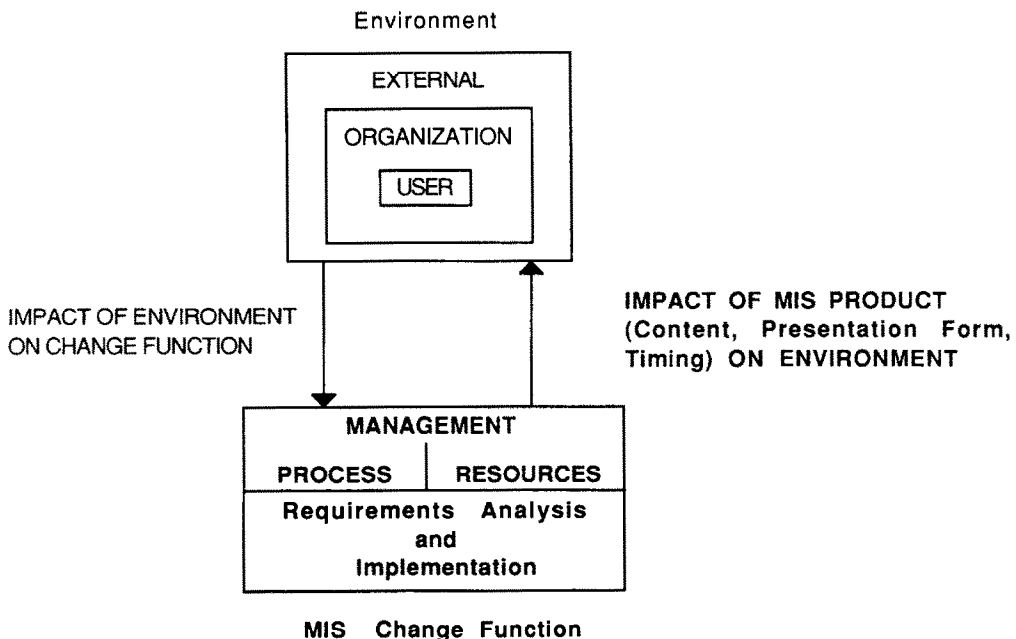 Environment
EXTERNAL
ORGANIZATION
USER
IMPACT OF ENVIRONMENT
ON CHANGE FUNCTION
IMPACT OF MIS PRODUCT
(Content, Presentation Form,
Timing) ON ENVIRONMENT
MANAGEMENT
PROCESS RESOURCES
Requirements Analysis
and
Implementation
MIS Change Function